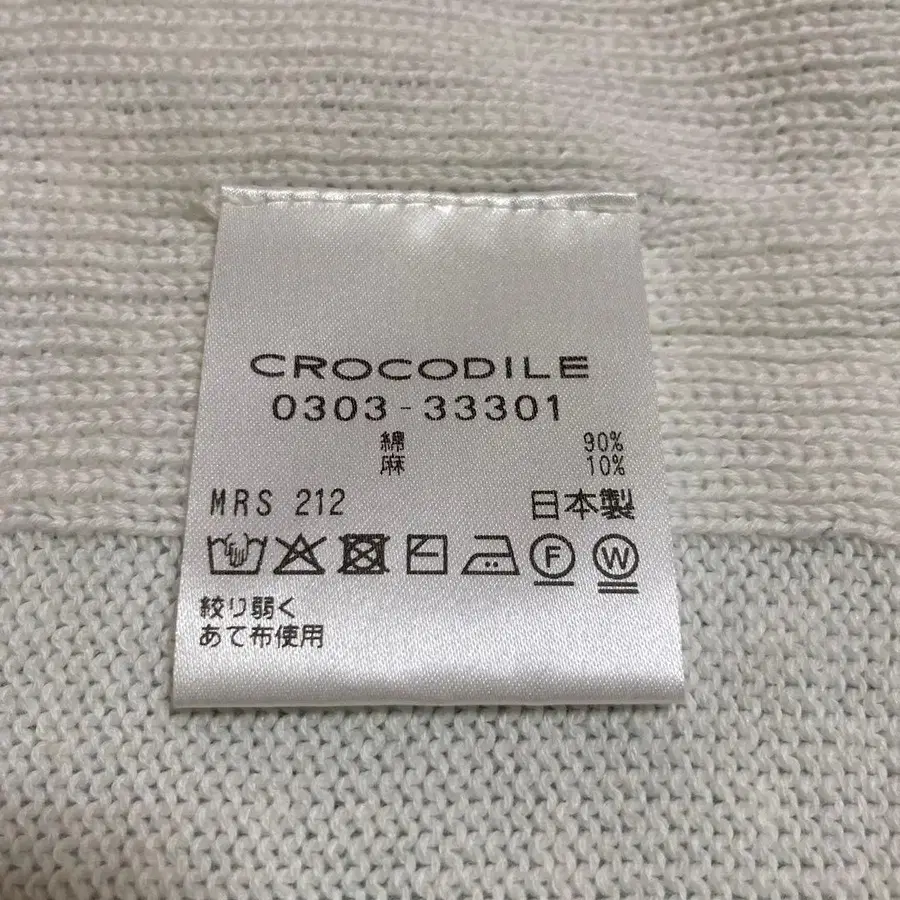 CROCODILE
0303-33301
綿 90%
麻 10%
MRS 212 日本製
F W
絞り弱く
あて布使用